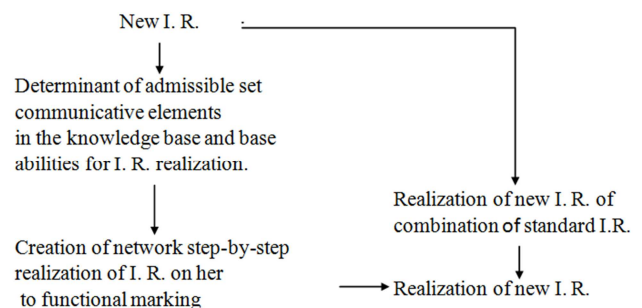 New I. R.
Determinant of admissible set
communicative elements
in the knowledge base and base
abilities for I. R. realization.
Realization of new I. R. of
combination of standard I.R.
Creation of network step-by-step
realization of I. R. on her
to functional marking
Realization of new I. R.